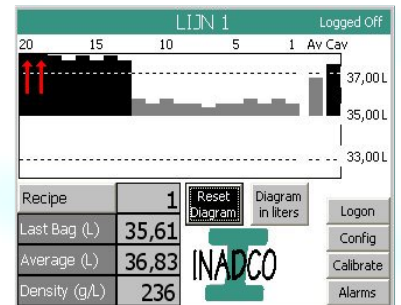 LIJN 1 Logged Off
20 15 10 5 1 Av Cav
37,00L
35,00L
33,00L
Recipe 1
Reset Diagram
Diagram in liters
Logon
Last Bag (L) 35,61
Config
Average (L) 36,83
INADCO
Calibrate
Density (g/L) 236
Alarms